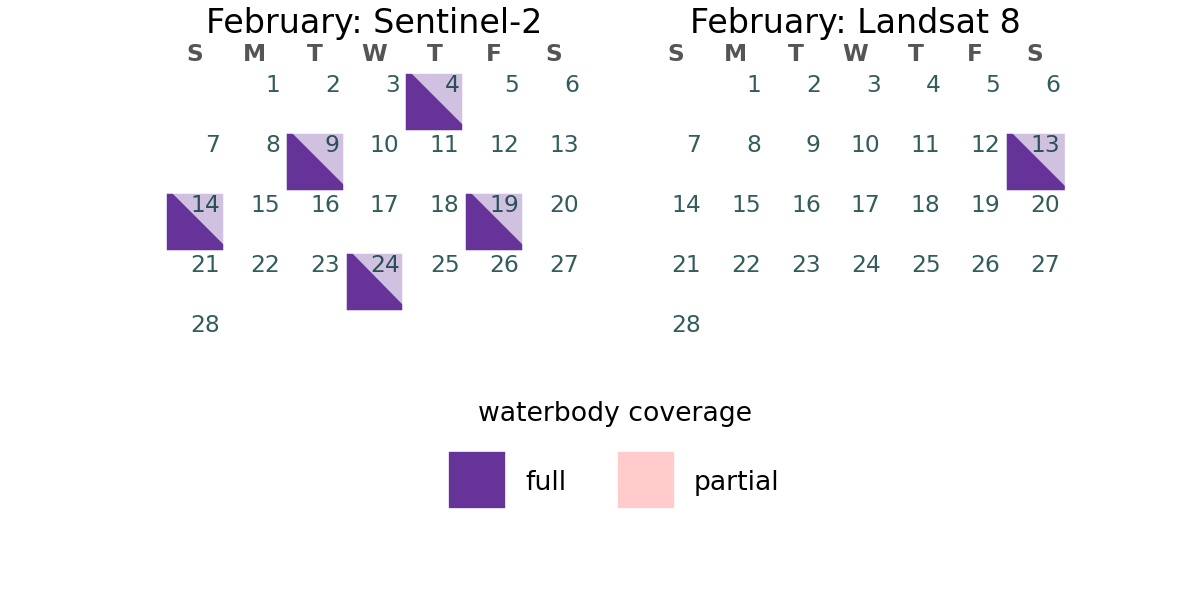 February: Sentinel-2
S M T W T F S
1 2 3 4 5 6
7 8 9 10 11 12 13
14 15 16 17 18 19 20
21 22 23 24 25 26 27
28
February: Landsat 8
S M T W T F S
1 2 3 4 5 6
7 8 9 10 11 12 13
14 15 16 17 18 19 20
21 22 23 24 25 26 27
28
waterbody coverage
full
partial